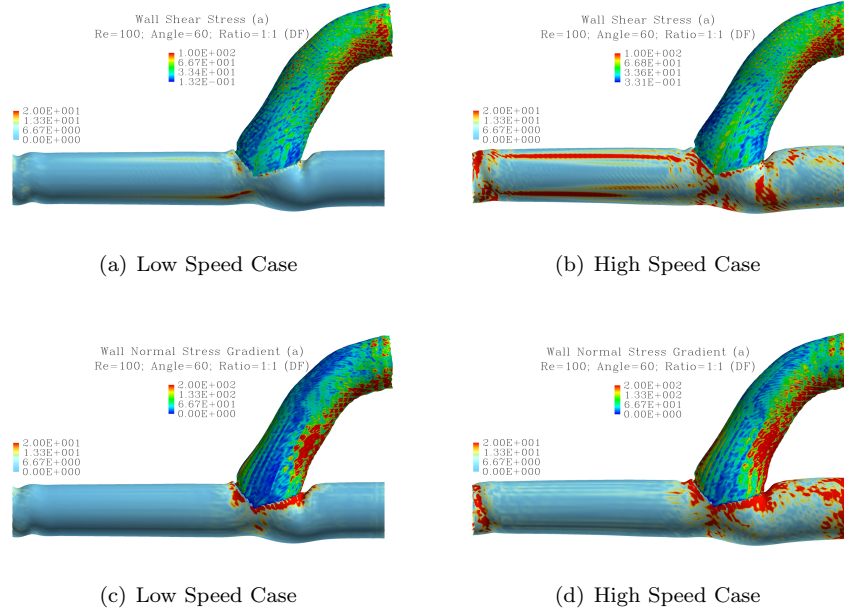 Wall Shear Stress (a)
Re=100; Angle=60; Ratio=1:1 (DF)
1.00E+002
6.67E+001
3.34E+001
1.32E-001
2.00E+001
1.33E+001
6.67E+000
0.00E+000
(a) Low Speed Case
Wall Shear Stress (a)
Re=100; Angle=60; Ratio=1:1 (DF)
1.00E+002
6.68E+001
3.36E+001
3.31E-001
2.00E+001
1.33E+001
6.67E+000
0.00E+000
(b) High Speed Case
Wall Normal Stress Gradient (a)
Re=100; Angle=60; Ratio=1:1 (DF)
2.00E+002
1.33E+002
6.67E+001
0.00E+000
2.00E+001
1.33E+001
6.67E+000
0.00E+000
(c) Low Speed Case
Wall Normal Stress Gradient (a)
Re=100; Angle=60; Ratio=1:1 (DF)
2.00E+002
1.33E+002
6.67E+001
0.00E+000
2.00E+001
1.33E+001
6.67E+000
0.00E+000
(d) High Speed Case